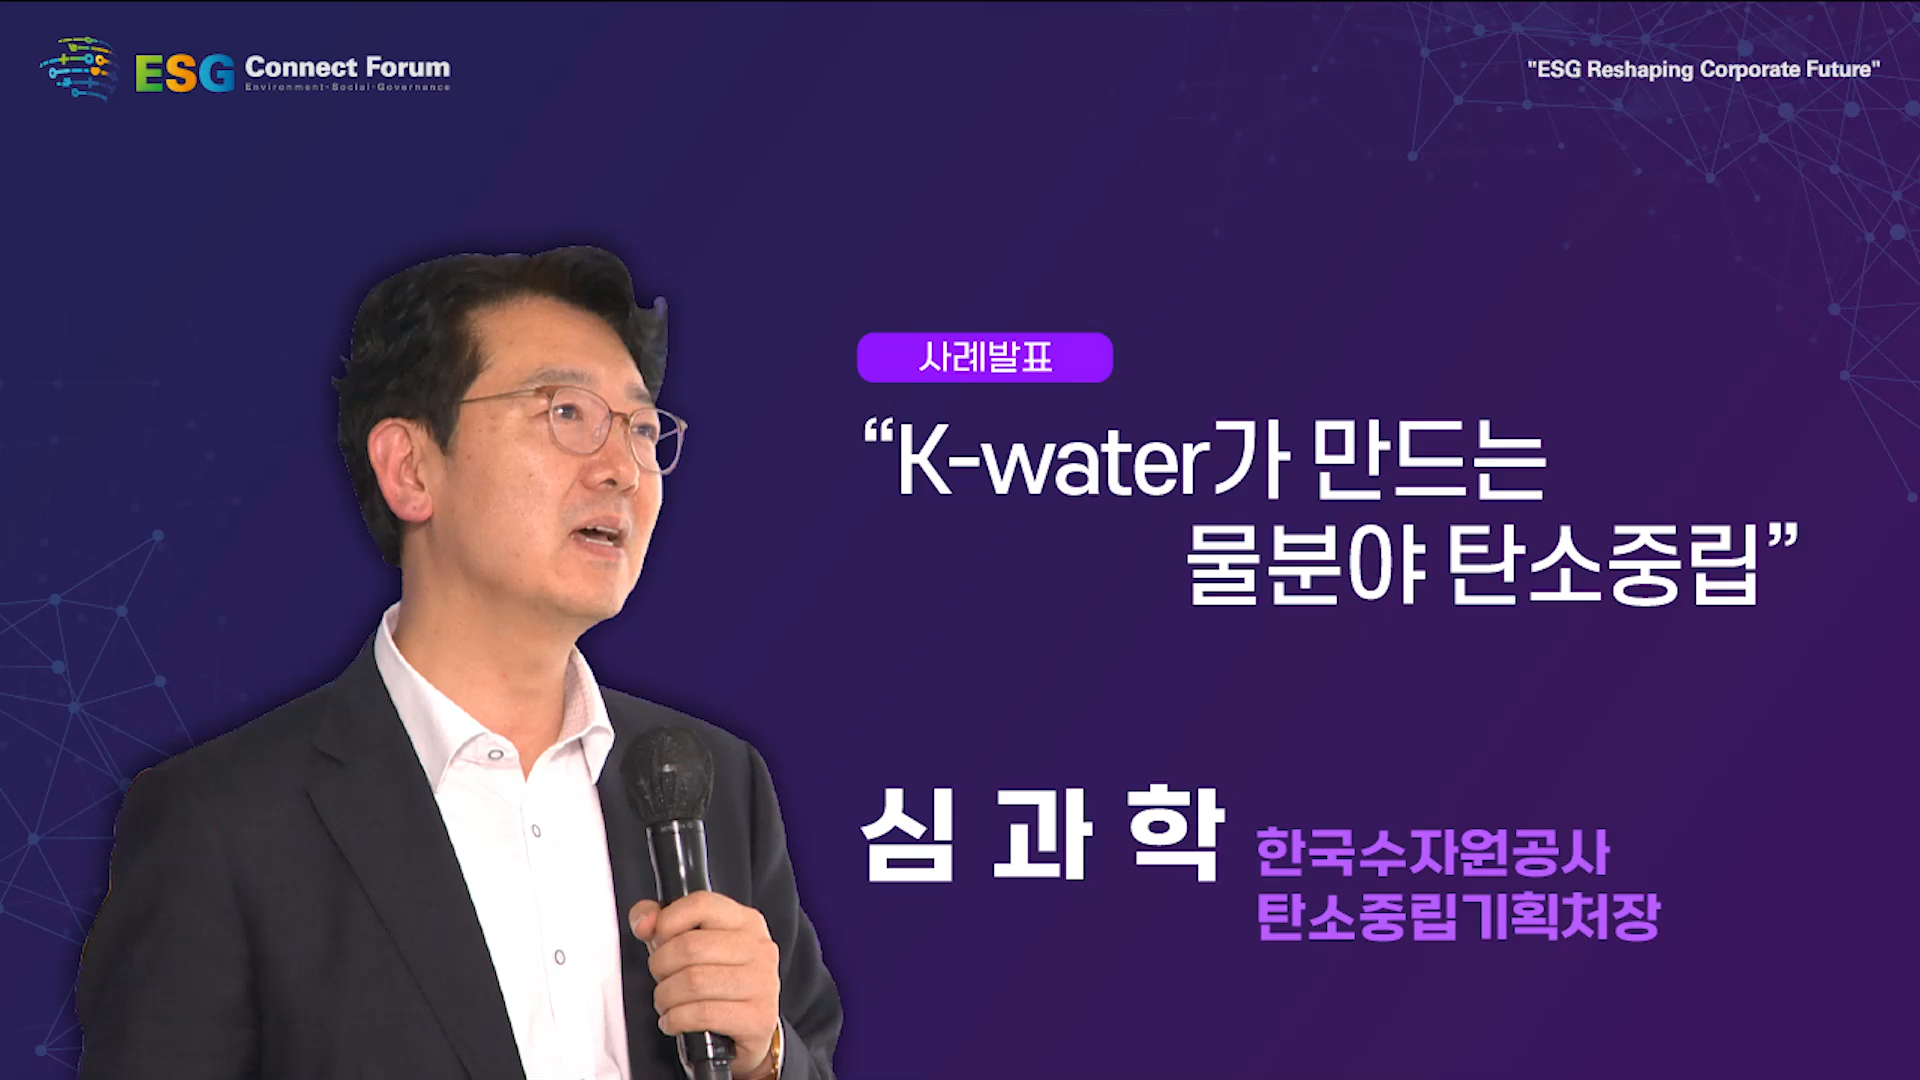 ESG Connect Forum
Environment·Social·Governance
"ESG Reshaping Corporate Future"
사례발표
“K-water가 만드는
물분야 탄소중립”
심과학
한국수자원공사
탄소중립기획처장